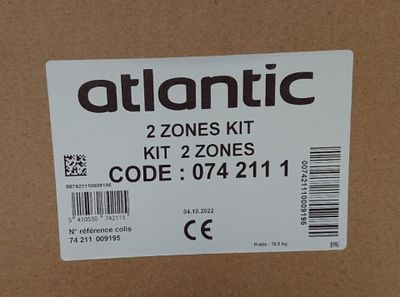 atlantic
2 ZONES KIT
KIT 2 ZONES
CODE : 074 211 1
007421110009195
3 410530 742115
N° référence colis
74 211 009195
04.10.2022
CE
Poids : 10.5 kg
007421110009195